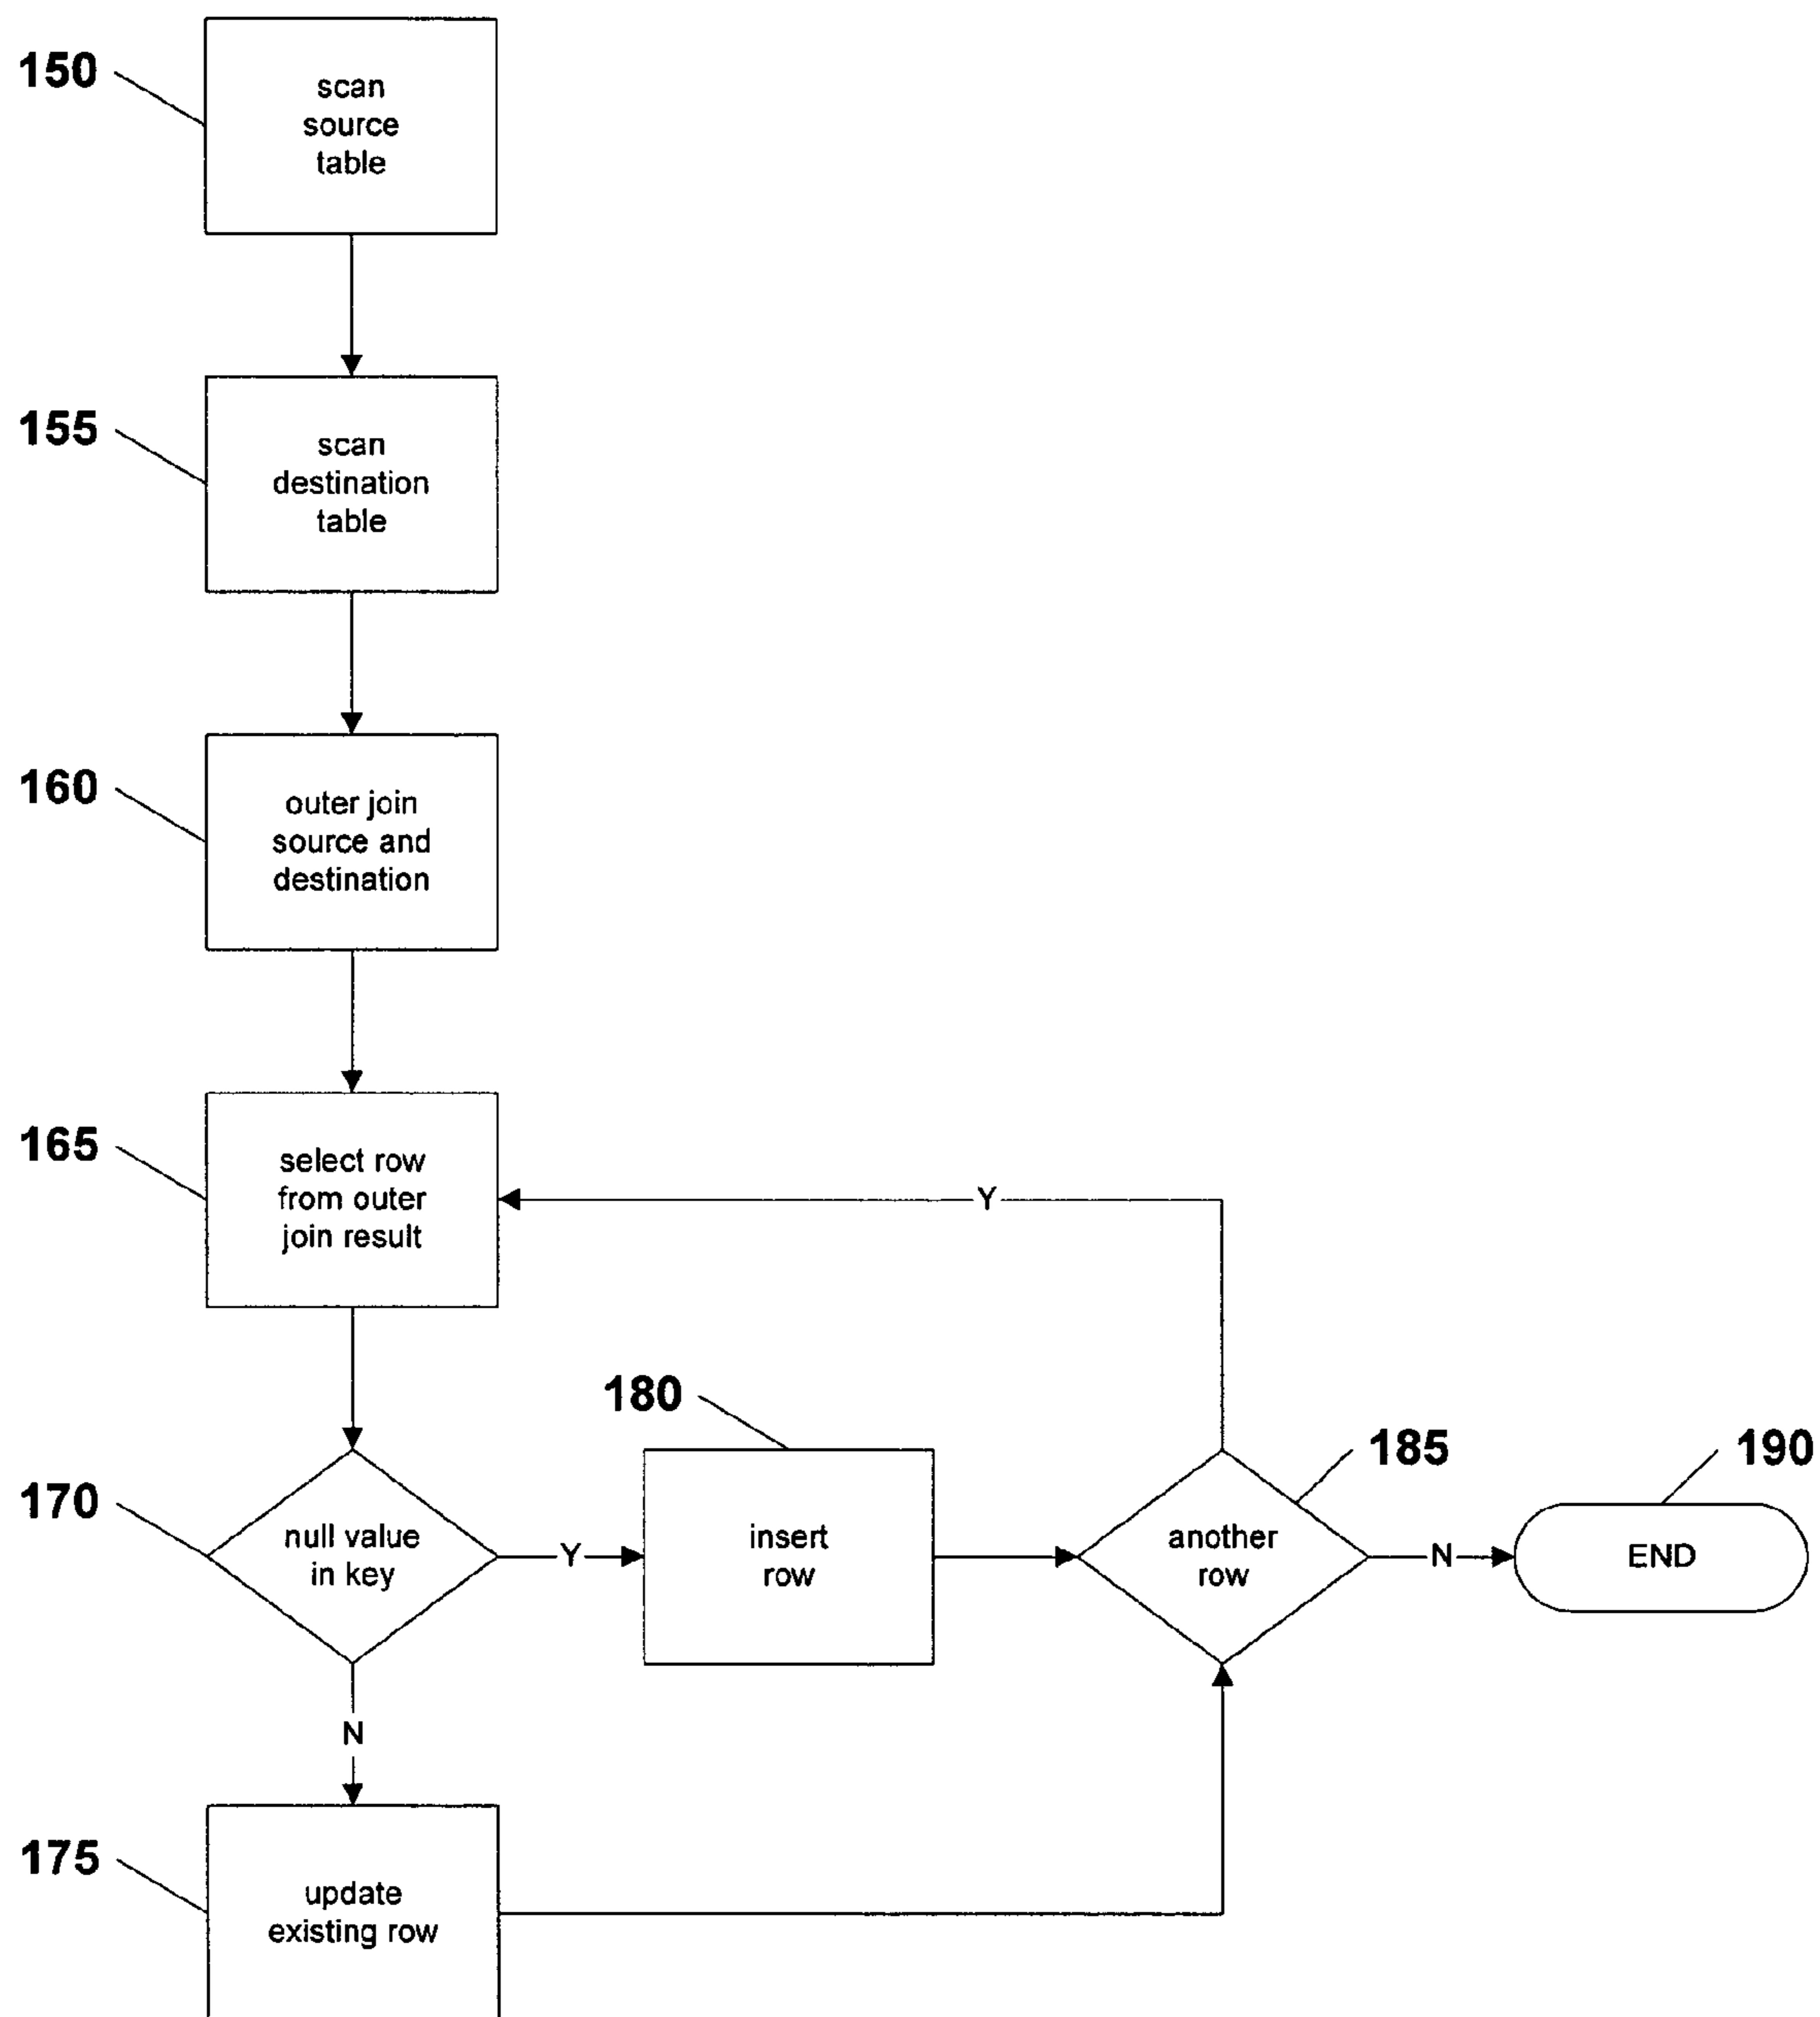 150
scan
source
table
155
scan
destination
table
160
outer join
source and
destination
165
select row
from outer
join result
Y
170
null value
in key
Y
180
insert
row
185
another
row
N
190
END
N
175
update
existing row